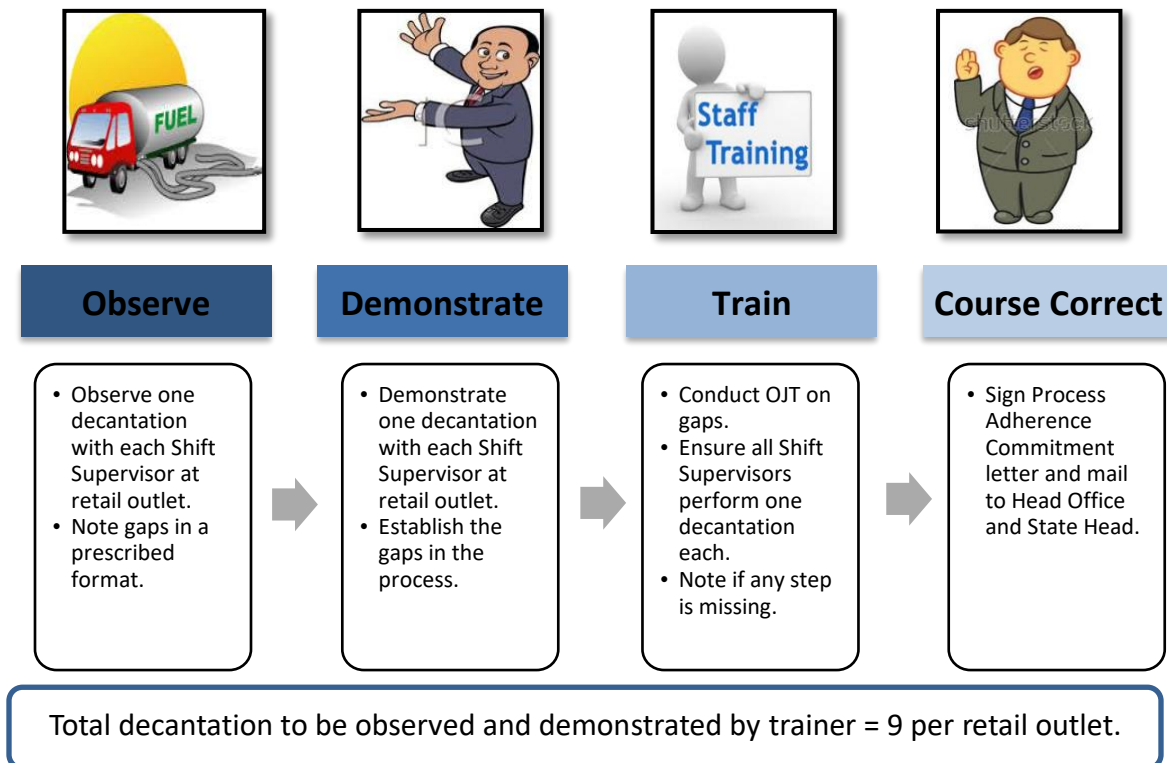 FUEL
Staff
Training
shutterstock
Observe
Demonstrate
Train
Course Correct
• Observe one
decantation
with each Shift
Supervisor at
retail outlet.
• Note gaps in a
prescribed
format.
• Demonstrate
one decantation
with each Shift
Supervisor at
retail outlet.
• Establish the
gaps in the
process.
• Conduct OJT on
gaps.
• Ensure all Shift
Supervisors
perform one
decantation
each.
• Note if any step
is missing.
• Sign Process
Adherence
Commitment
letter and mail
to Head Office
and State Head.
Total decantation to be observed and demonstrated by trainer = 9 per retail outlet.